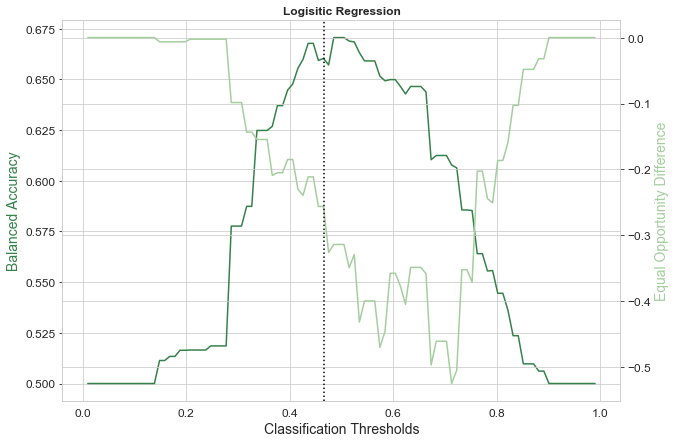 Logisitic Regression
Balanced Accuracy
0.675
0.650
0.625
0.600
0.575
0.550
0.525
0.500
0.0
−0.1
−0.2
−0.3
−0.4
−0.5
Equal Opportunity Difference
0.0 0.2 0.4 0.6 0.8 1.0
Classification Thresholds